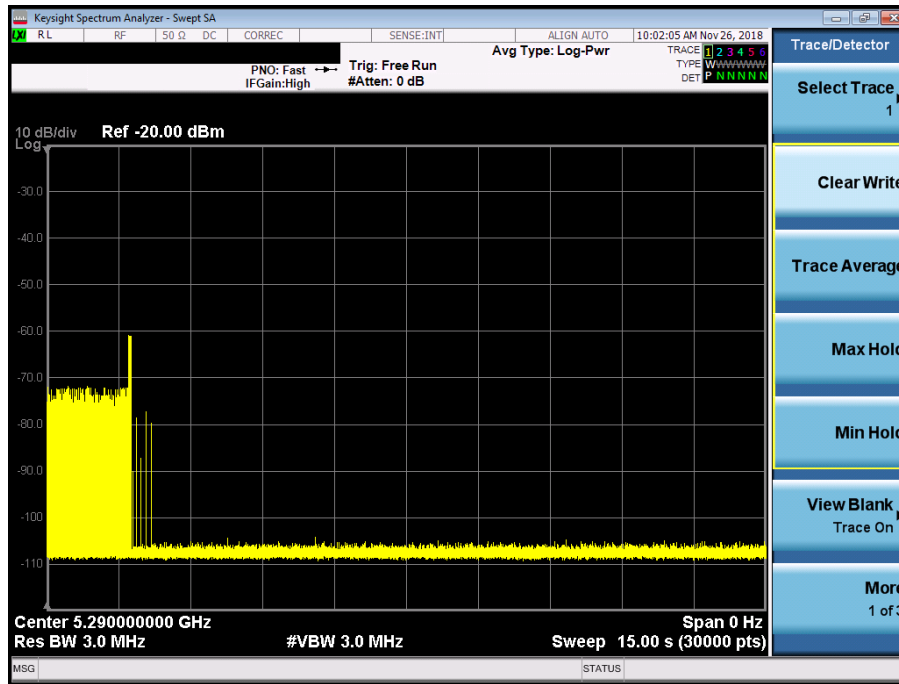 Keysight Spectrum Analyzer - Swept SA
LXI RL RF 50 Ω DC CORREC SENSE:INT ALIGN AUTO 10:02:05 AM Nov 26, 2018
Avg Type: Log-Pwr TRACE 1 2 3 4 5 6
PNO: Fast Trig: Free Run TYPE WWWWWW
IFGain:High #Atten: 0 dB DET P N N N N N
10 dB/div Ref -20.00 dBm
Log
-30.0
-40.0
-50.0
-60.0
-70.0
-80.0
-90.0
-100
-110
Center 5.290000000 GHz Span 0 Hz
Res BW 3.0 MHz #VBW 3.0 MHz Sweep 15.00 s (30000 pts)
MSG STATUS
Trace/Detector
Select Trace
1
Clear Write
Trace Average
Max Hold
Min Hold
View Blank
Trace On
More
1 of 3